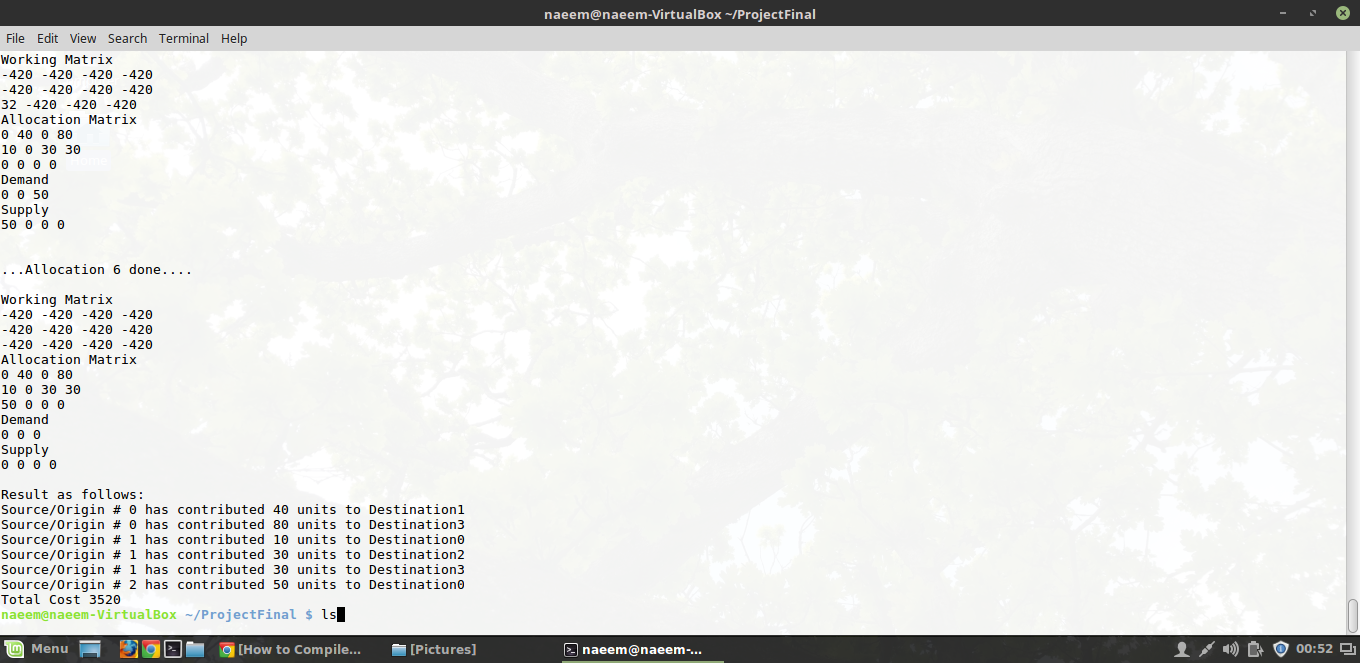 naeem@naeem-VirtualBox ~/ProjectFinal
File Edit View Search Terminal Help
Working Matrix
-420 -420 -420 -420
-420 -420 -420 -420
32 -420 -420 -420
Allocation Matrix
0 40 0 80
10 0 30 30
0 0 0 0
Demand
0 0 50
Supply
50 0 0 0
...Allocation 6 done....
Working Matrix
-420 -420 -420 -420
-420 -420 -420 -420
-420 -420 -420 -420
Allocation Matrix
0 40 0 80
10 0 30 30
50 0 0 0
Demand
0 0 0
Supply
0 0 0 0
Result as follows:
Source/Origin # 0 has contributed 40 units to Destination1
Source/Origin # 0 has contributed 80 units to Destination3
Source/Origin # 1 has contributed 10 units to Destination0
Source/Origin # 1 has contributed 30 units to Destination2
Source/Origin # 1 has contributed 30 units to Destination3
Source/Origin # 2 has contributed 50 units to Destination0
Total Cost 3520
naeem@naeem-VirtualBox ~/ProjectFinal $ ls
Menu [How to Compile... [Pictures] naeem@naeem-... 00:52